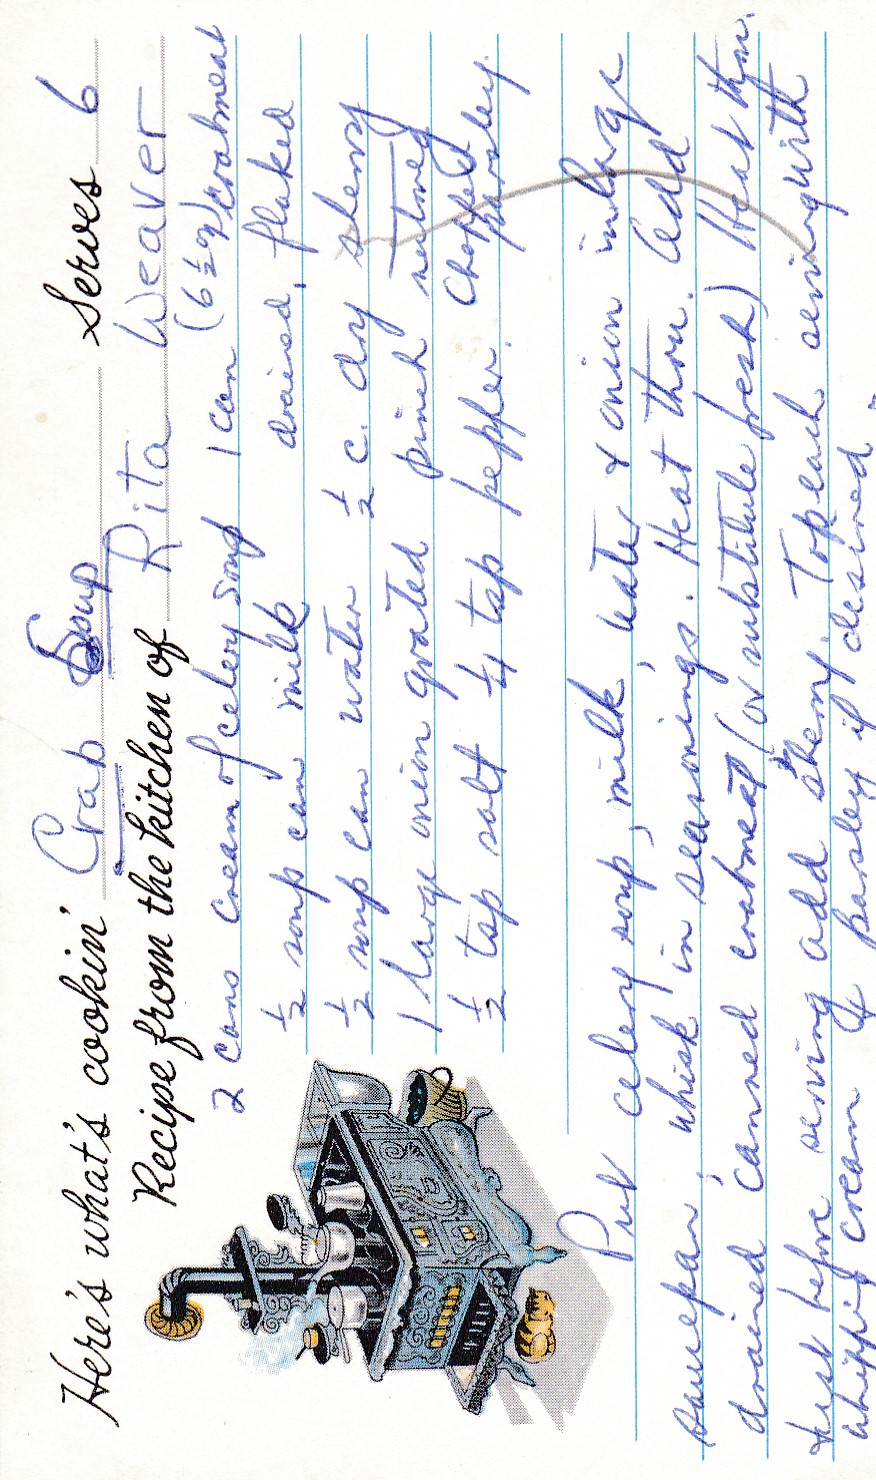 Here's what's cookin' Crab Soup Serves 6
Recipe from the kitchen of Rita Weaver
2 cans cream of celery soup 1 can (6 ½ oz) crabmeat
½ soup can milk drained, flaked
½ soup can water ½ c. dry sherry
1 large onion grated pinch nutmeg
½ tsp salt ¼ tsp pepper. Chopped parsley.
Put celery soup, milk, water & onion in large
saucepan, whisk in seasonings. Heat thru. Add
drained canned crabmeat (or substitute fresh) Heat thru.
Just before serving add sherry. Top each serving with
whipping cream & parsley if desired.